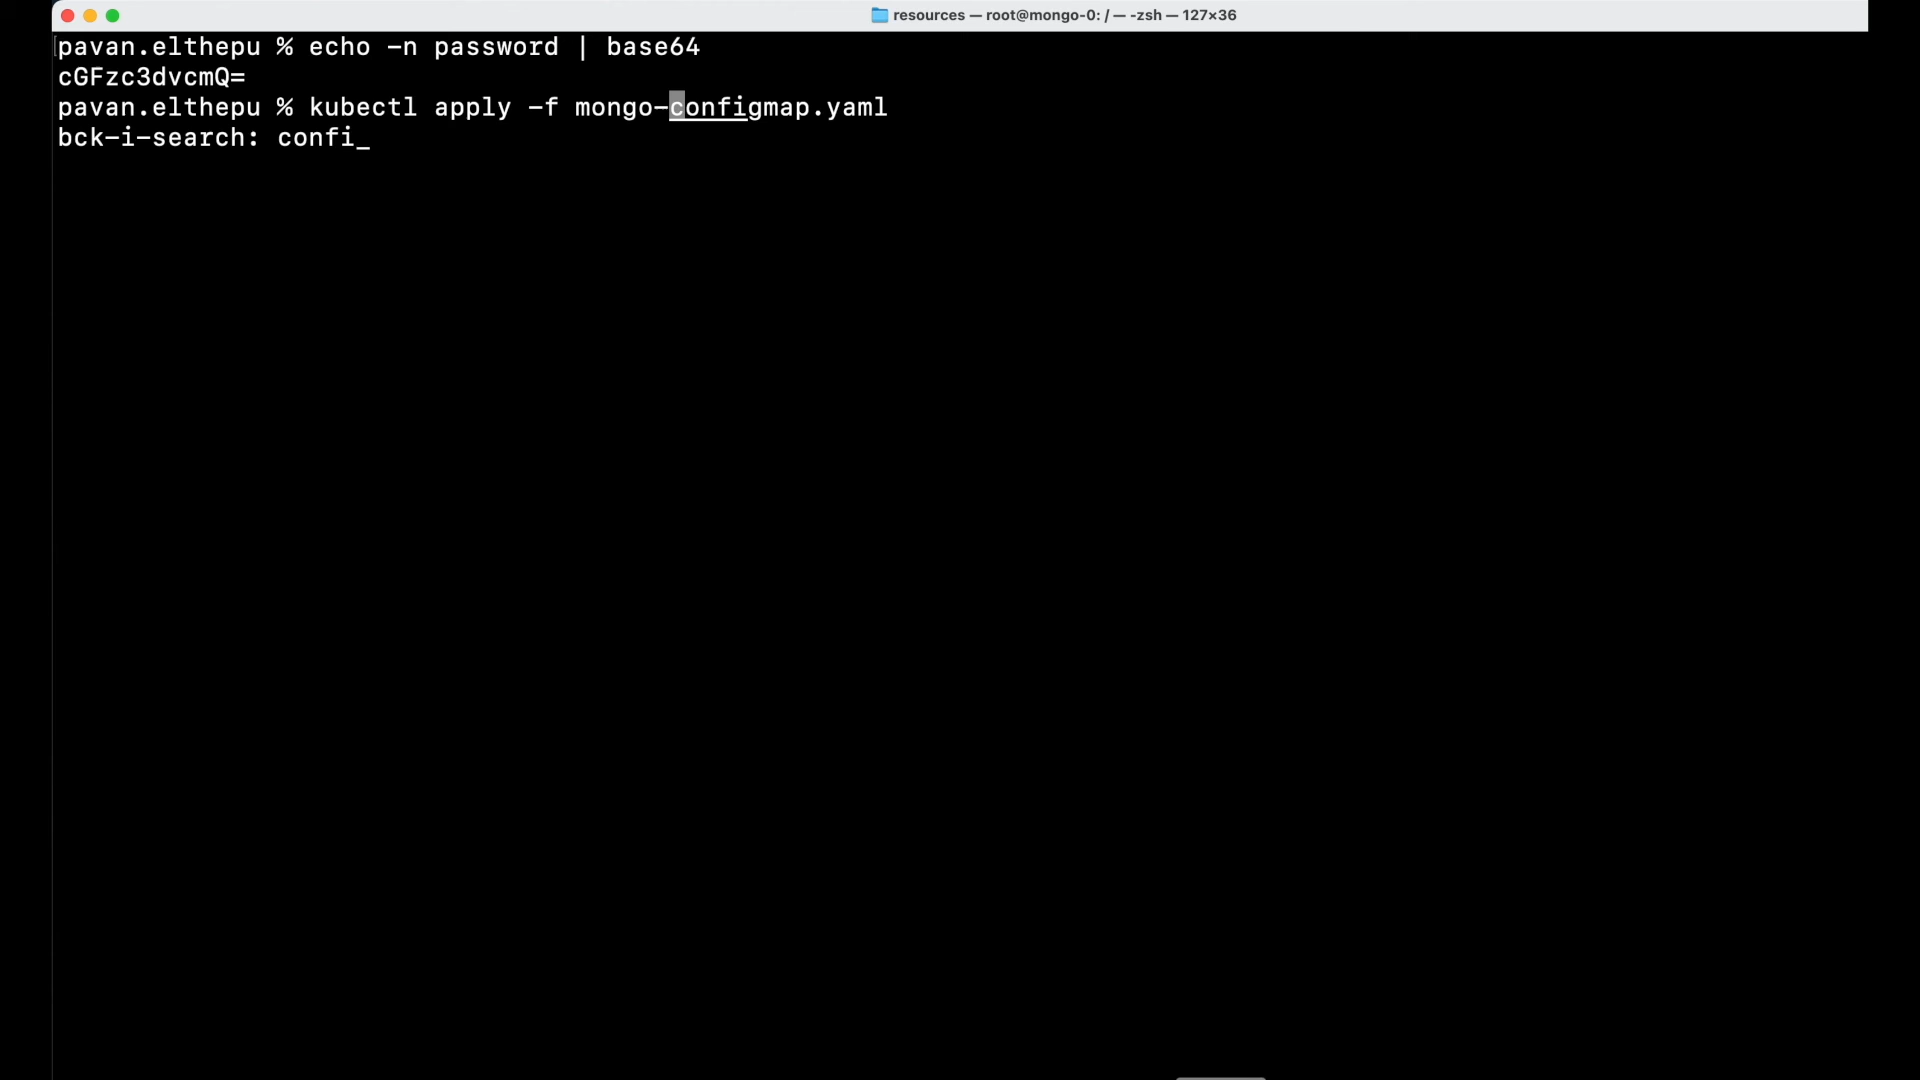 resources — root@mongo-0: / — -zsh — 127×36
pavan.elthepu % echo -n password | base64
cGFzc3dvcmQ=
pavan.elthepu % kubectl apply -f mongo-configmap.yaml
bck-i-search: confi_